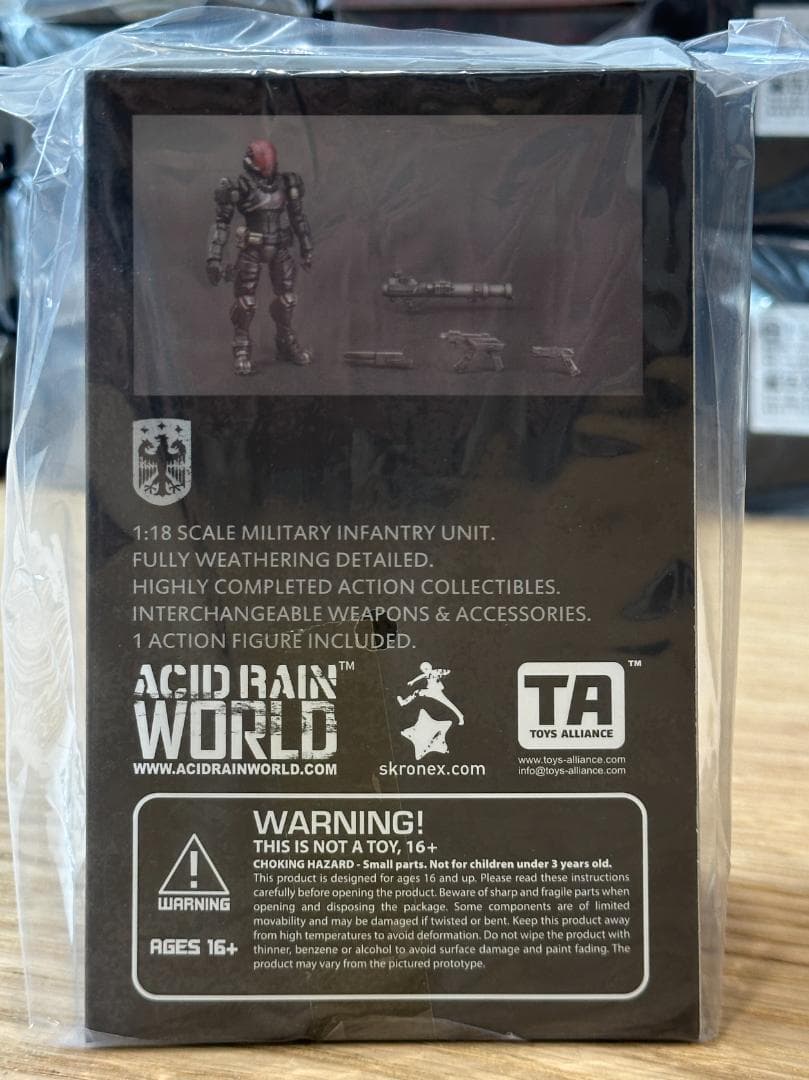 1:18 SCALE MILITARY INFANTRY UNIT.
FULLY WEATHERING DETAILED.
HIGHLY COMPLETED ACTION COLLECTIBLES.
INTERCHANGEABLE WEAPONS & ACCESSORIES.
1 ACTION FIGURE INCLUDED.
ACID RAIN™
WORLD
WWW.ACIDRAINWORLD.COM
skronex.com
TA™
TOYS ALLIANCE
www.toys-alliance.com
info@toys-alliance.com
WARNING!
THIS IS NOT A TOY, 16+
CHOKING HAZARD - Small parts. Not for children under 3 years old.
This product is designed for ages 16 and up. Please read these instructions
carefully before opening the product. Beware of sharp and fragile parts when
opening and disposing the package. Some components are of limited
movability and may be damaged if twisted or bent. Keep this product away
from high temperatures to avoid deformation. Do not wipe the product with
thinner, benzene or alcohol to avoid surface damage and paint fading. The
product may vary from the pictured prototype.
!
WARNING
AGES 16+